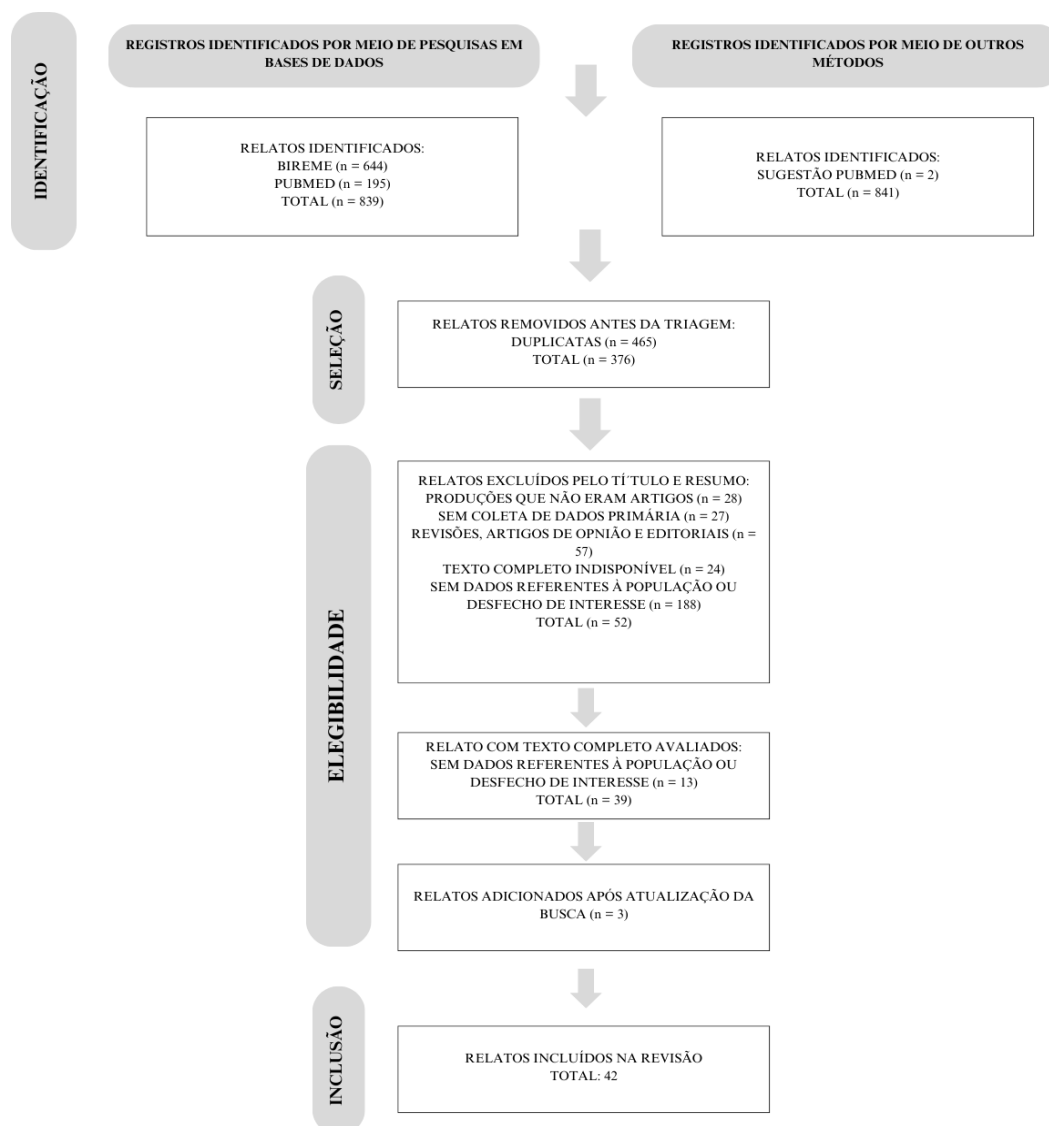 IDENTIFICAÇÃO
REGISTROS IDENTIFICADOS POR MEIO DE PESQUISAS EM
BASES DE DADOS
REGISTROS IDENTIFICADOS POR MEIO DE OUTROS
MÉTODOS
RELATOS IDENTIFICADOS:
BIREME (n = 644)
PUBMED (n = 195)
TOTAL (n = 839)
RELATOS IDENTIFICADOS:
SUGESTÃO PUBMED (n = 2)
TOTAL (n = 841)
SELEÇÃO
RELATOS REMOVIDOS ANTES DA TRIAGEM:
DUPLICATAS (n = 465)
TOTAL (n = 376)
ELEGIBILIDADE
RELATOS EXCLUÍDOS PELO TÍ´TULO E RESUMO:
PRODUÇÕES QUE NÃO ERAM ARTIGOS (n = 28)
SEM COLETA DE DADOS PRIMÁRIA (n = 27)
REVISÕES, ARTIGOS DE OPNIÃO E EDITORIAIS (n =
57)
TEXTO COMPLETO INDISPONÍVEL (n = 24)
SEM DADOS REFERENTES À POPULAÇÃO OU
DESFECHO DE INTERESSE (n = 188)
TOTAL (n = 52)
RELATO COM TEXTO COMPLETO AVALIADOS:
SEM DADOS REFERENTES À POPULAÇÃO OU
DESFECHO DE INTERESSE (n = 13)
TOTAL (n = 39)
RELATOS ADICIONADOS APÓS ATUALIZAÇÃO DA
BUSCA (n = 3)
INCLUSÃO
RELATOS INCLUÍDOS NA REVISÃO
TOTAL: 42